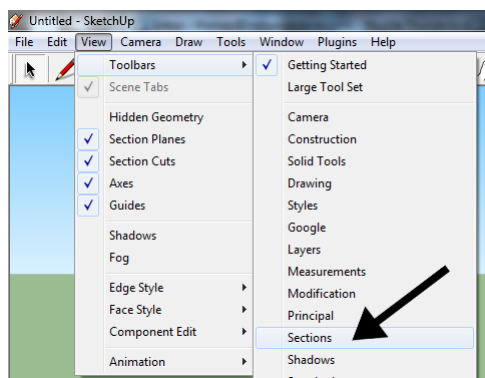 Untitled - SketchUp
File Edit View Camera Draw Tools Window Plugins Help
Toolbars
Scene Tabs
Hidden Geometry
Section Planes
Section Cuts
Axes
Guides
Shadows
Fog
Edge Style
Face Style
Component Edit
Animation
Getting Started
Large Tool Set
Camera
Construction
Solid Tools
Drawing
Styles
Google
Layers
Measurements
Modification
Principal
Sections
Shadows